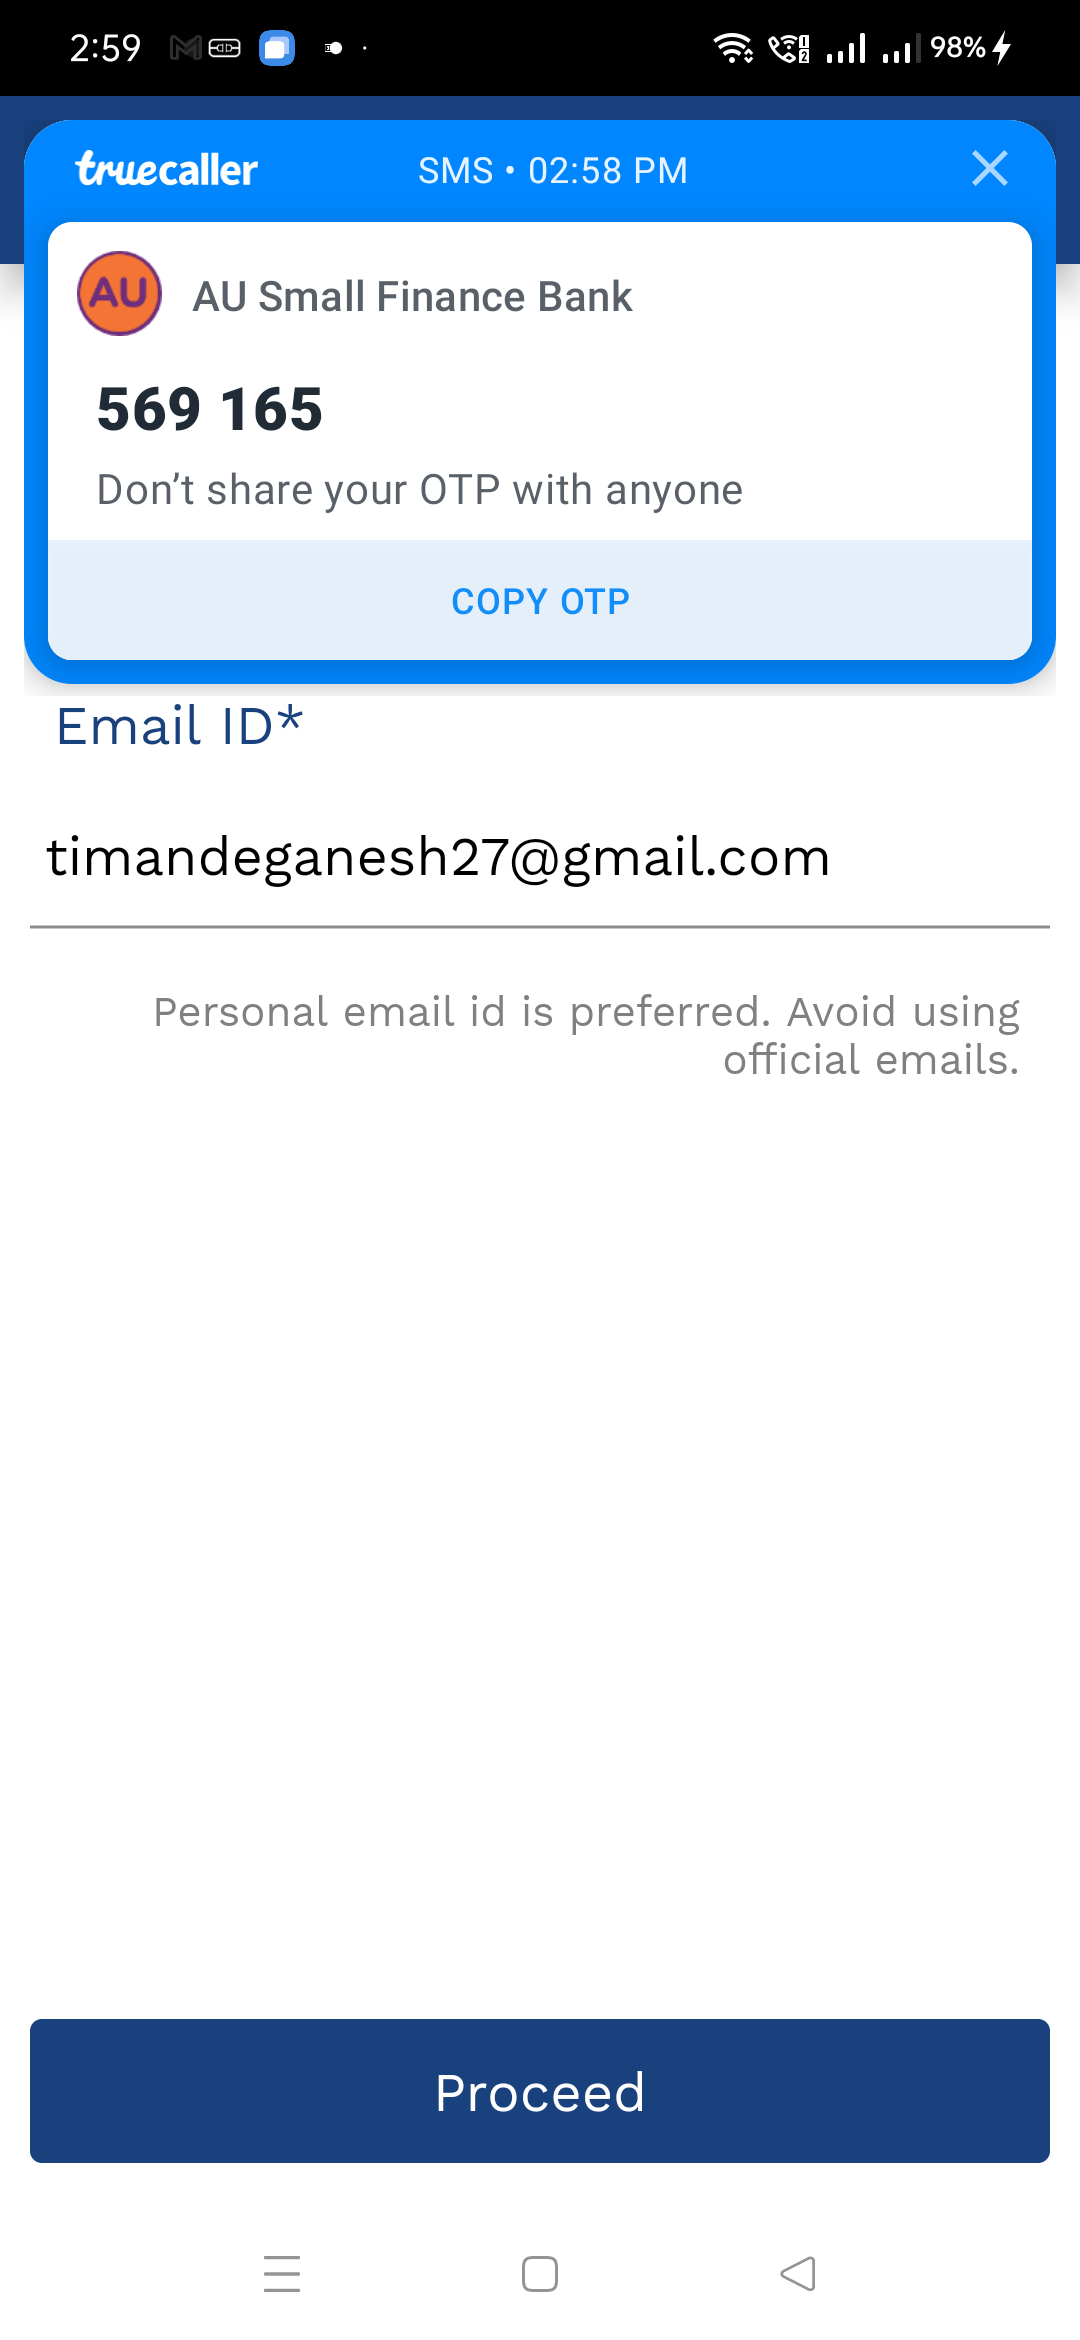 2:59
98%
truecaller
SMS • 02:58 PM
AU
AU Small Finance Bank
569 165
Don't share your OTP with anyone
COPY OTP
Email ID*
timandeganesh27@gmail.com
Personal email id is preferred. Avoid using
official emails.
Proceed